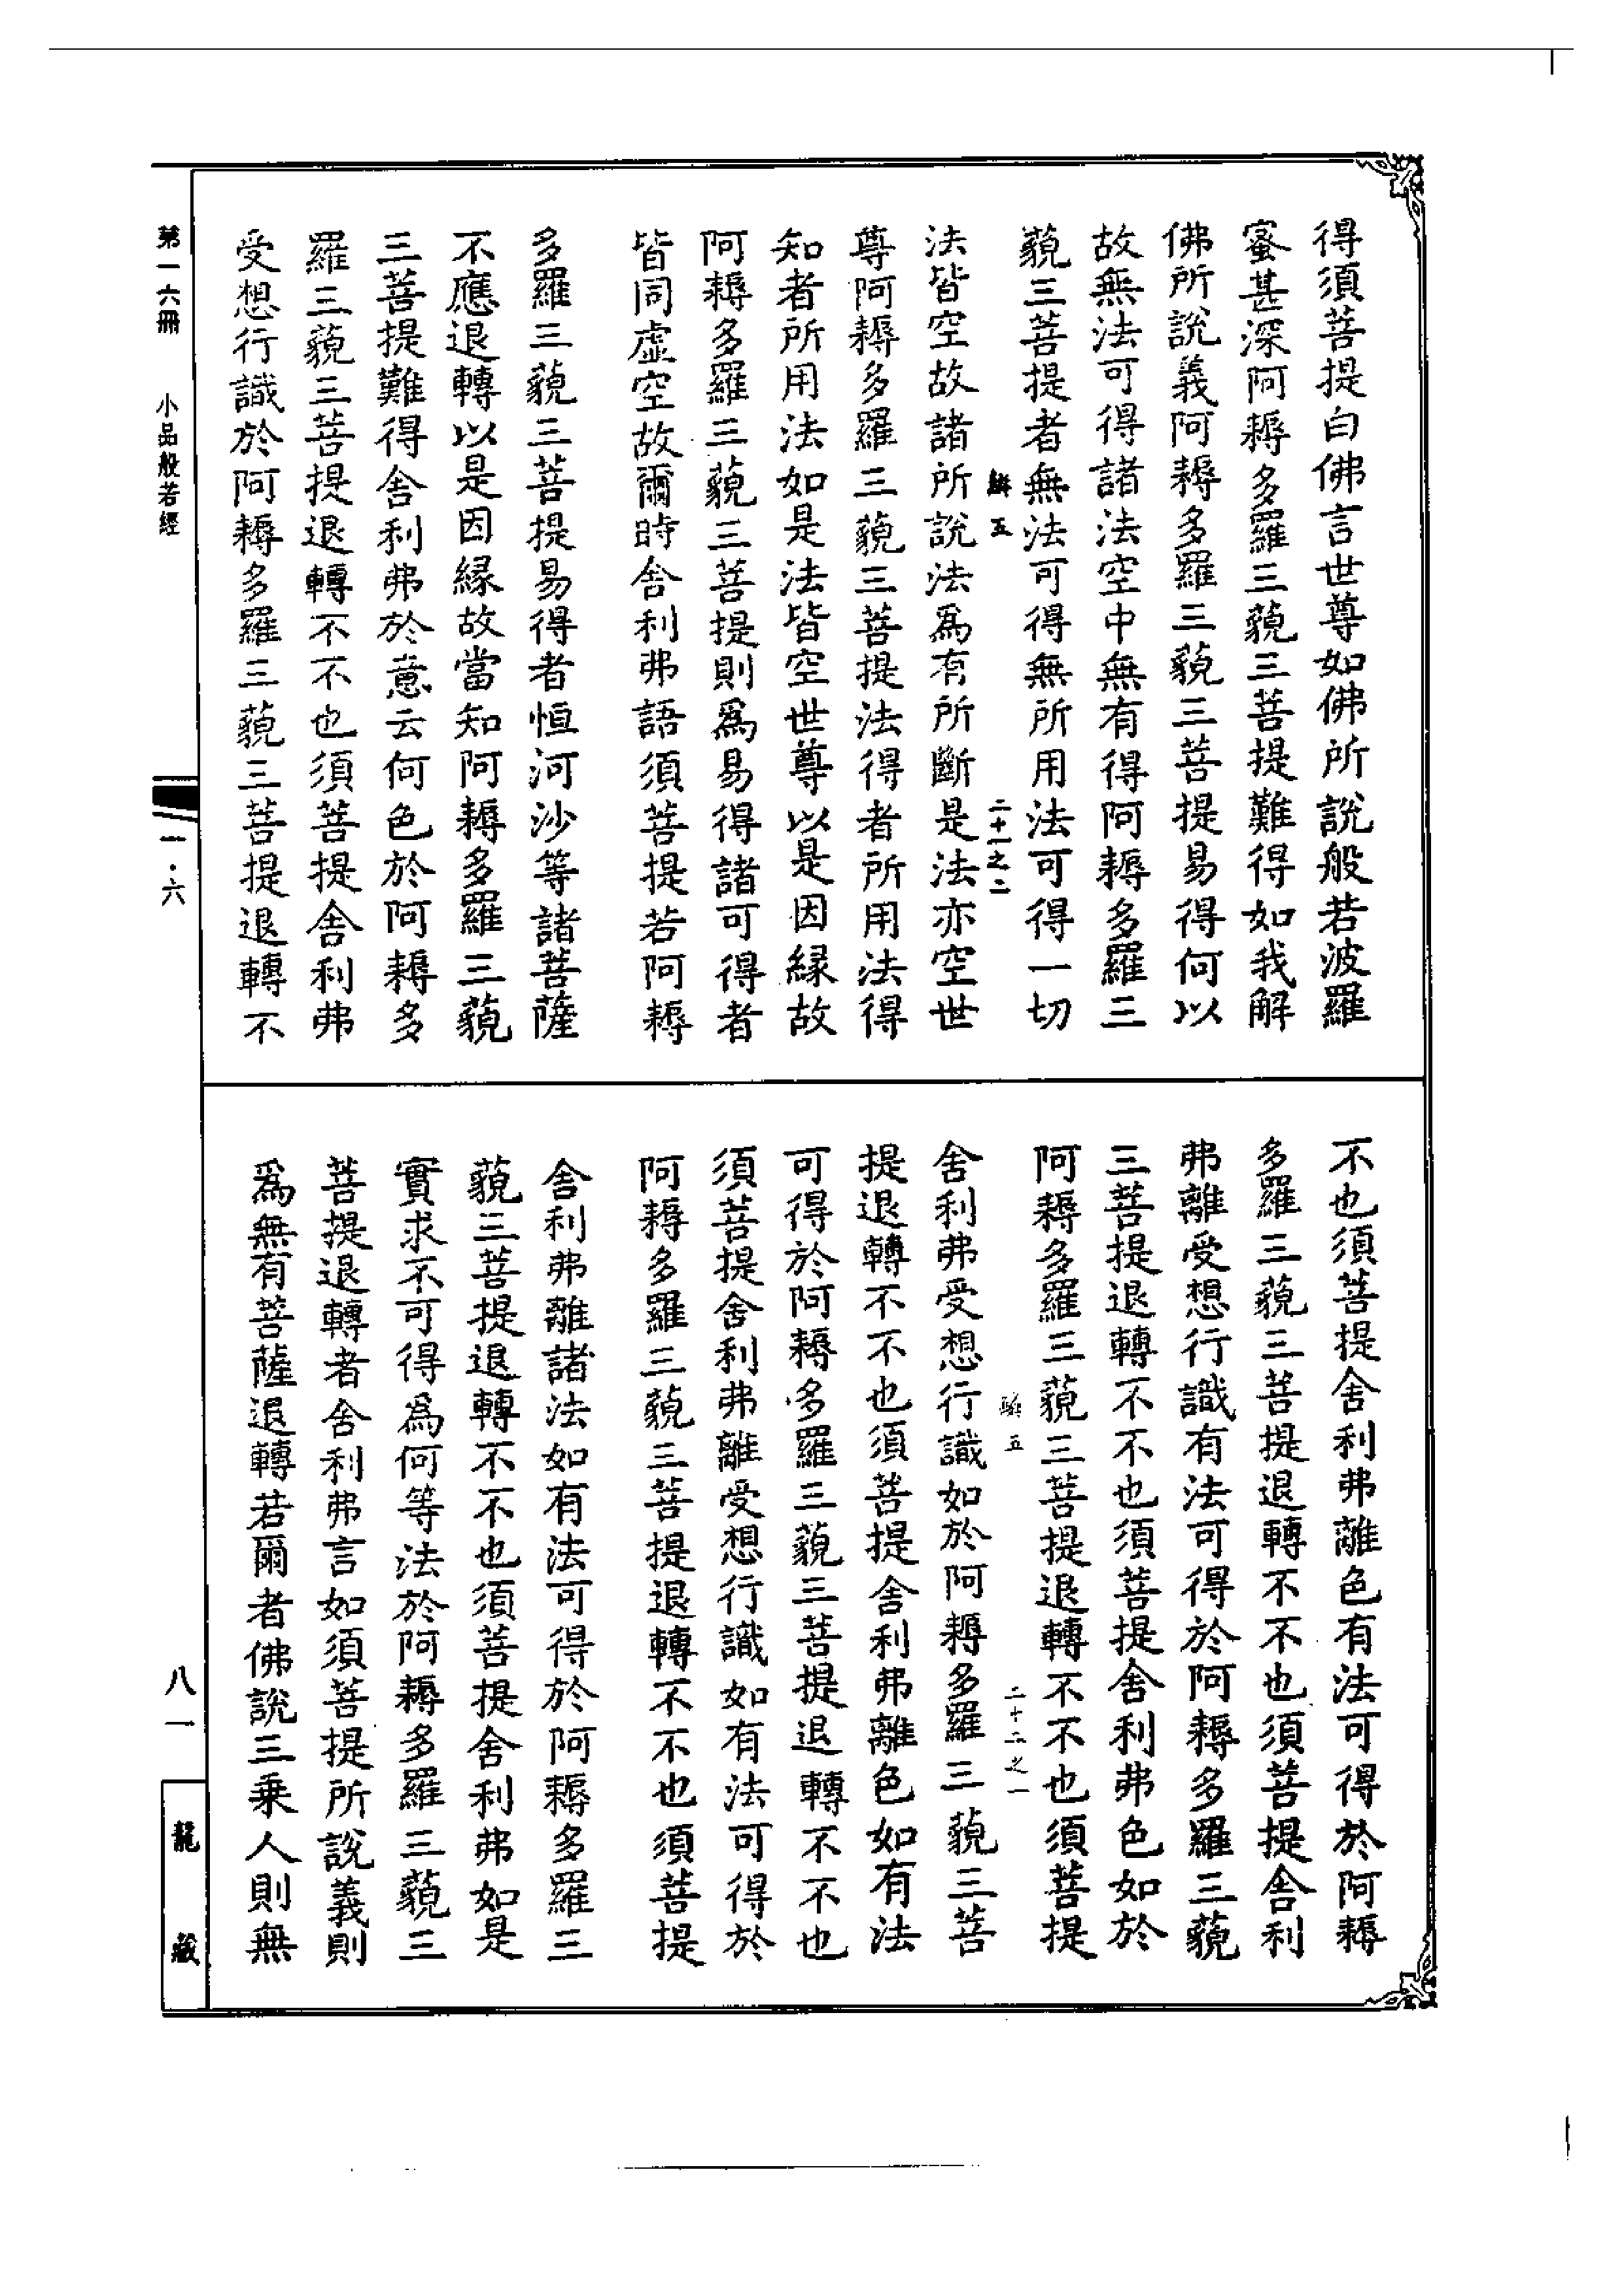 得須菩提白佛言世尊如佛所說般若波羅
蜜甚深阿耨多羅三藐三菩提難得如我解
佛所說義阿耨多羅三藐三菩提易得何以
故無法可得諸法空中無有得阿耨多羅三
藐三菩提者無法可得無所用法可得一切
五 二十一之二
法皆空故諸所說法為有所斷是法亦空世
尊阿耨多羅三藐三菩提法得者所用法得
知者所用法如是法皆空世尊以是因緣故
阿耨多羅三藐三菩提則為易得諸可得者
皆同虛空故爾時舍利弗語須菩提若阿耨
多羅三藐三菩提易得者恒河沙等諸菩薩
不應退轉以是因緣故當知阿耨多羅三藐
三菩提難得舍利弗於意云何色於阿耨多
羅三藐三菩提退轉不不也須菩提舍利弗
受想行識於阿耨多羅三藐三菩提退轉不
不也須菩提舍利弗離色有法可得於阿耨
多羅三藐三菩提退轉不不也須菩提舍利
弗離受想行識有法可得於阿耨多羅三藐
三菩提退轉不不也須菩提舍利弗色如於
阿耨多羅三藐三菩提退轉不不也須菩提
五 二十二之一
舍利弗受想行識如於阿耨多羅三藐三菩
提退轉不不也須菩提舍利弗離色如有法
可得於阿耨多羅三藐三菩提退轉不不也
須菩提舍利弗離受想行識如有法可得於
阿耨多羅三藐三菩提退轉不不也須菩提
舍利弗離諸法如有法可得於阿耨多羅三
藐三菩提退轉不不也須菩提舍利弗如是
實求不可得為何等法於阿耨多羅三藐三
菩提退轉者舍利弗言如須菩提所說義則
為無有菩薩退轉若爾者佛說三乘人則無
第一六冊 小品般若經
一·六
八一
龍藏